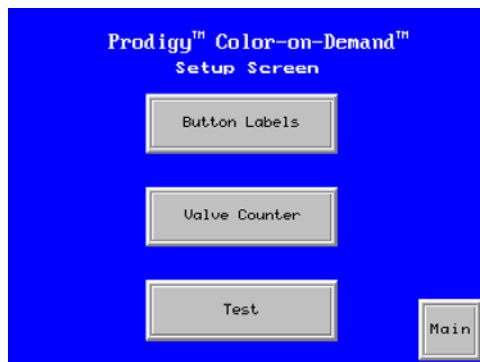 Prodigy™ Color-on-Demand™
Setup Screen
Button Labels
Valve Counter
Test
Main